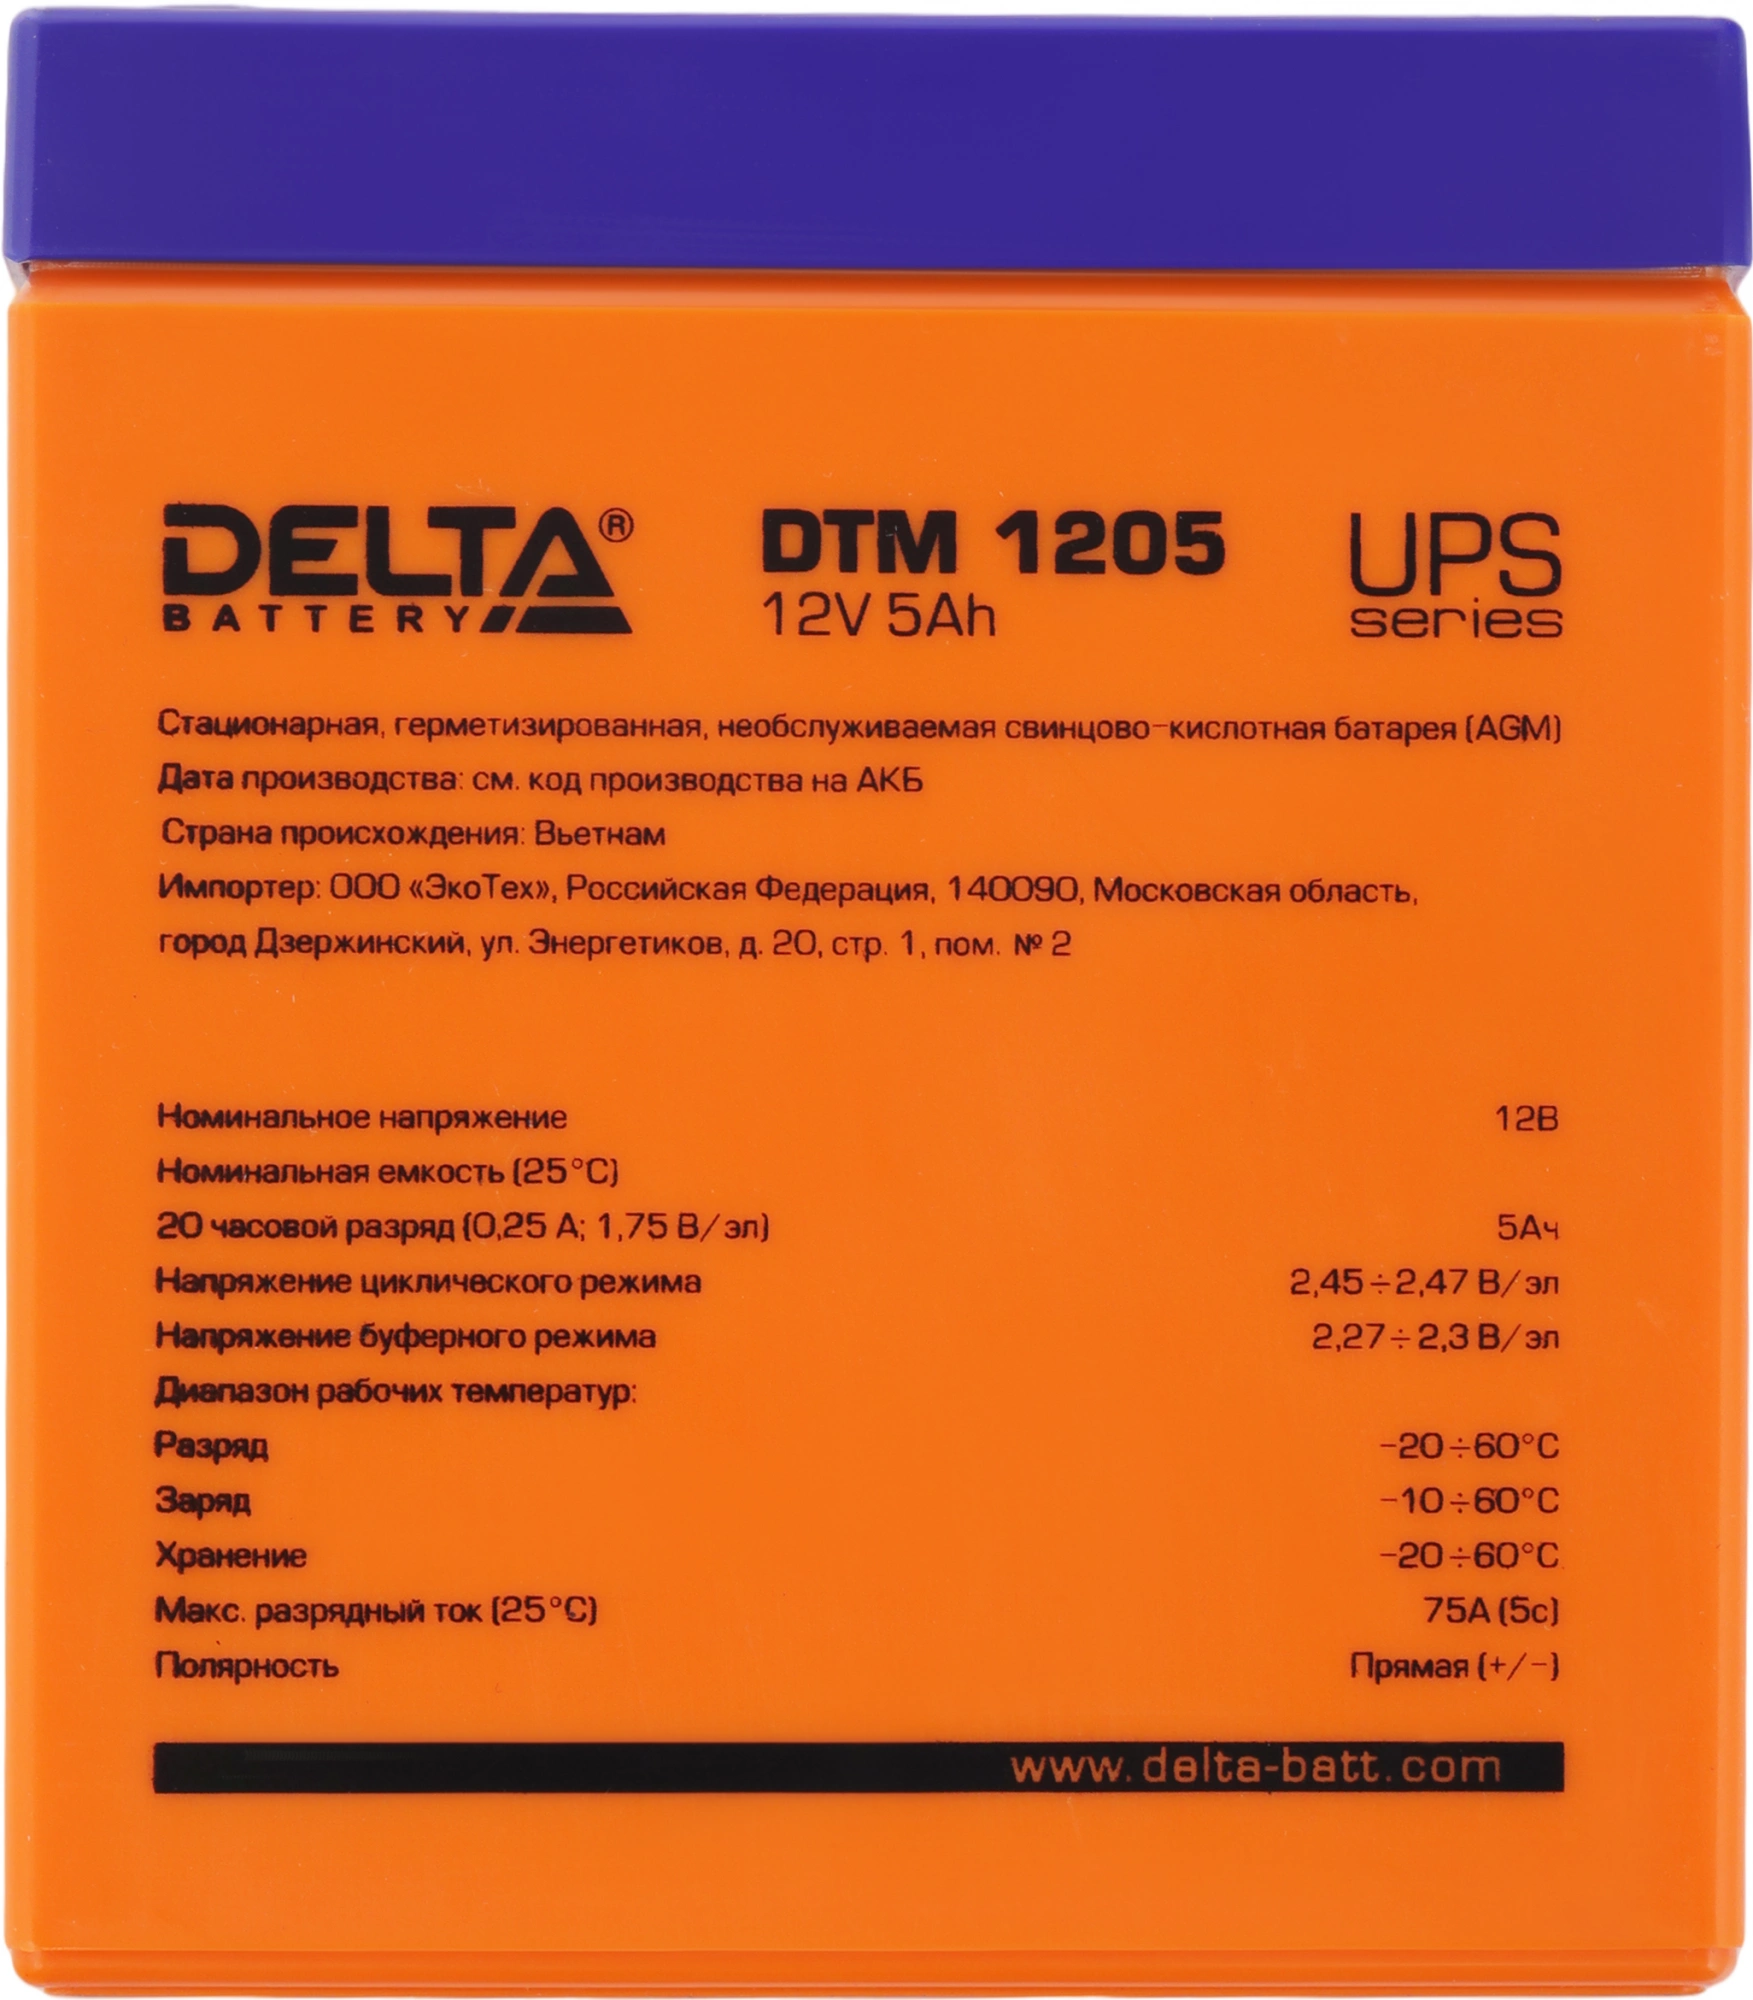 DELTA® DTM 1205 UPS
BATTERY 12V 5Ah series
Стационарная, герметизированная, необслуживаемая свинцово-кислотная батарея (AGM)
Дата производства: см. код производства на АКБ
Страна происхождения: Вьетнам
Импортер: ООО «ЭкоТех», Российская Федерация, 140090, Московская область,
город Дзержинский, ул. Энергетиков, д. 20, стр. 1, пом. № 2
Номинальное напряжение 12В
Номинальная емкость (25°С)
20 часовой разряд (0,25 А; 1,75 В/эл) 5Ач
Напряжение циклического режима 2,45÷2,47 В/эл
Напряжение буферного режима 2,27÷2,3 В/эл
Диапазон рабочих температур:
Разряд -20÷60°С
Заряд -10÷60°С
Хранение -20÷60°С
Макс. разрядный ток (25°С) 75А (5с)
Полярность Прямая (+/-)
www.delta-batt.com